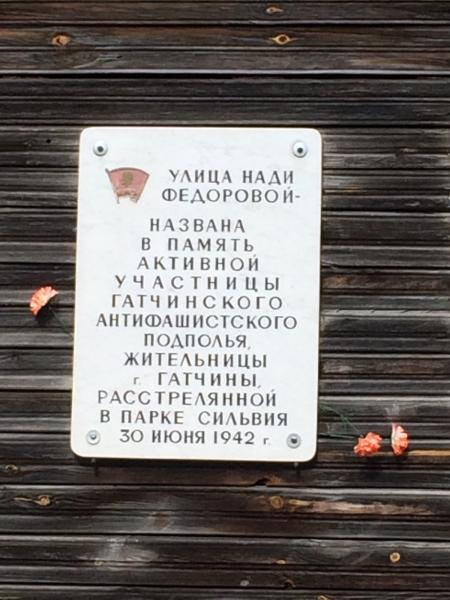 УЛИЦА НАДИ
ФЕДОРОВОЙ-
НАЗВАНА
В ПАМЯТЬ
АКТИВНОЙ
УЧАСТНИЦЫ
ГАТЧИНСКОГО
АНТИФАШИСТСКОГО
ПОДПОЛЬЯ,
ЖИТЕЛЬНИЦЫ
г. ГАТЧИНЫ,
РАССТРЕЛЯННОЙ
В ПАРКЕ СИЛЬВИЯ
30 ИЮНЯ 1942 г.